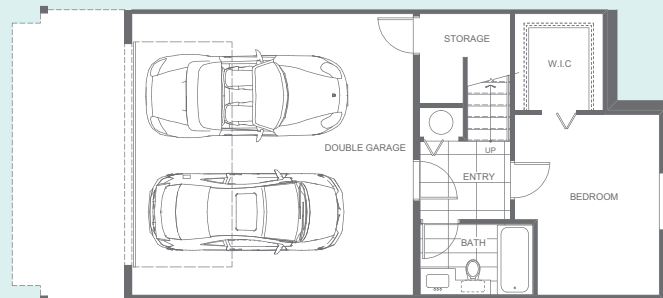 STORAGE
W.I.C
DOUBLE GARAGE
UP
ENTRY
BEDROOM
BATH